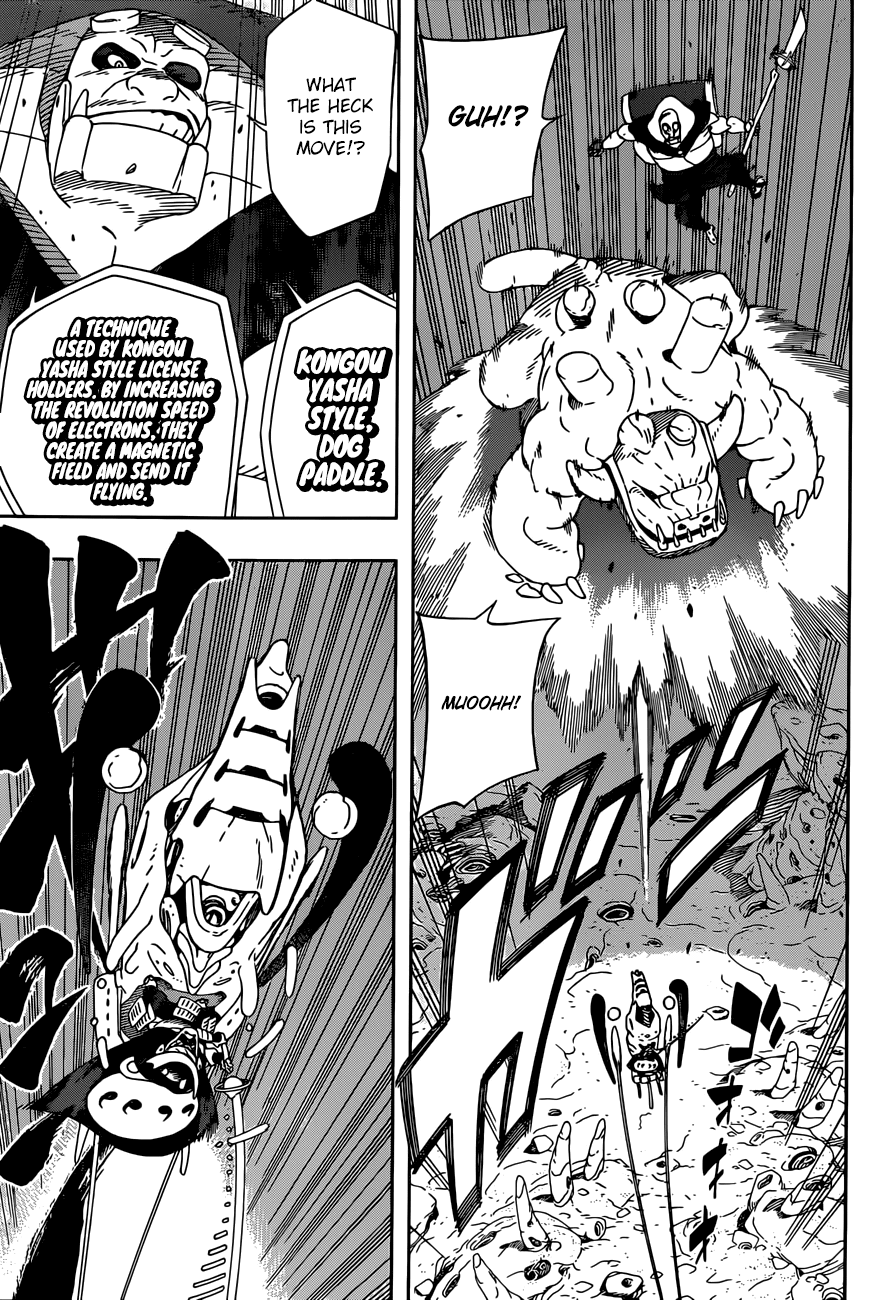 GUH!?
MUOOHH!
WHAT
THE HECK
IS THIS
MOVE!?
KONGOU
YASHA
STYLE,
DOG
PADDLE.
A TECHNIQUE
USED BY KONGOU
YASHA STYLE LICENSE
HOLDERS. BY INCREASING
THE REVOLUTION SPEED
OF ELECTRONS, THEY
CREATE A MAGNETIC
FIELD AND SEND IT
FLYING.